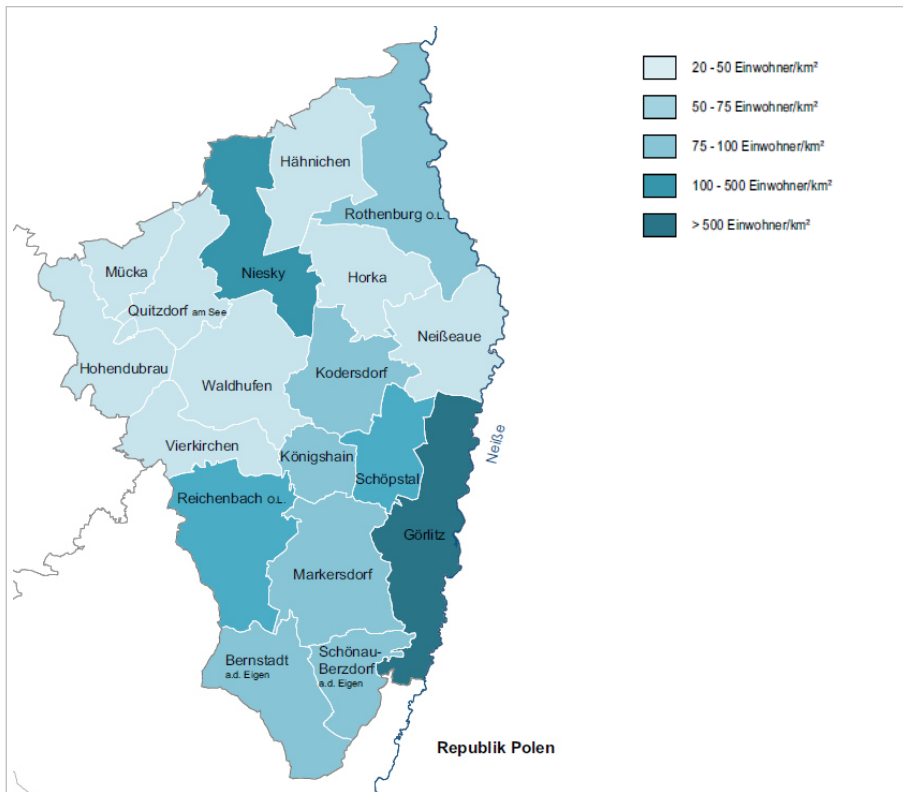 20 - 50 Einwohner/km²
50 - 75 Einwohner/km²
75 - 100 Einwohner/km²
100 - 500 Einwohner/km²
> 500 Einwohner/km²
Hähnichen
Rothenburg O.L.
Mücka
Niesky
Horka
Quitzdorf am See
Neißeaue
Hohendubrau
Waldhufen
Kodersdorf
Neiße
Vierkirchen
Königshain
Schöpstal
Reichenbach O.L.
Görlitz
Markersdorf
Bernstadt
a.d. Eigen
Schönau-
Berzdorf
a.d. Eigen
Republik Polen